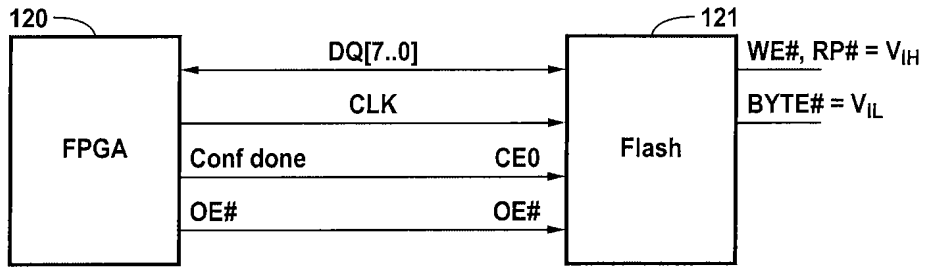 120
121
DQ[7..0]
WE#, RP# = VIH
CLK
BYTE# = VIL
FPGA
Flash
Conf done CE0
OE# OE#